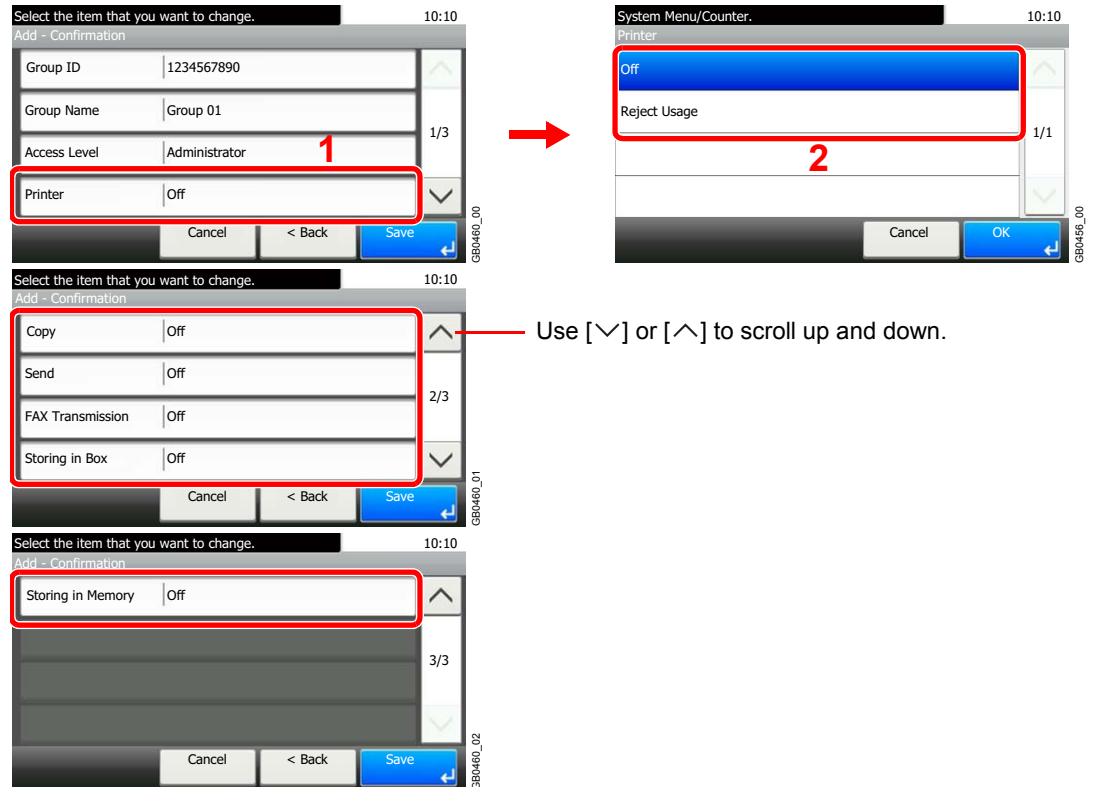 Select the item that you want to change.
10:10
Add - Confirmation
Group ID
1234567890
Group Name
Group 01
1/3
Access Level
Administrator
1
Printer
Off
Cancel
< Back
Save
GB0460_00
System Menu/Counter.
10:10
Printer
Off
Reject Usage
1/1
2
Cancel
OK
GB0456_00
Select the item that you want to change.
10:10
Add - Confirmation
Copy
Off
Send
Off
2/3
FAX Transmission
Off
Storing in Box
Off
Cancel
< Back
Save
GB0460_01
Use [∨] or [∧] to scroll up and down.
Select the item that you want to change.
10:10
Add - Confirmation
Storing in Memory
Off
3/3
Cancel
< Back
Save
GB0460_02